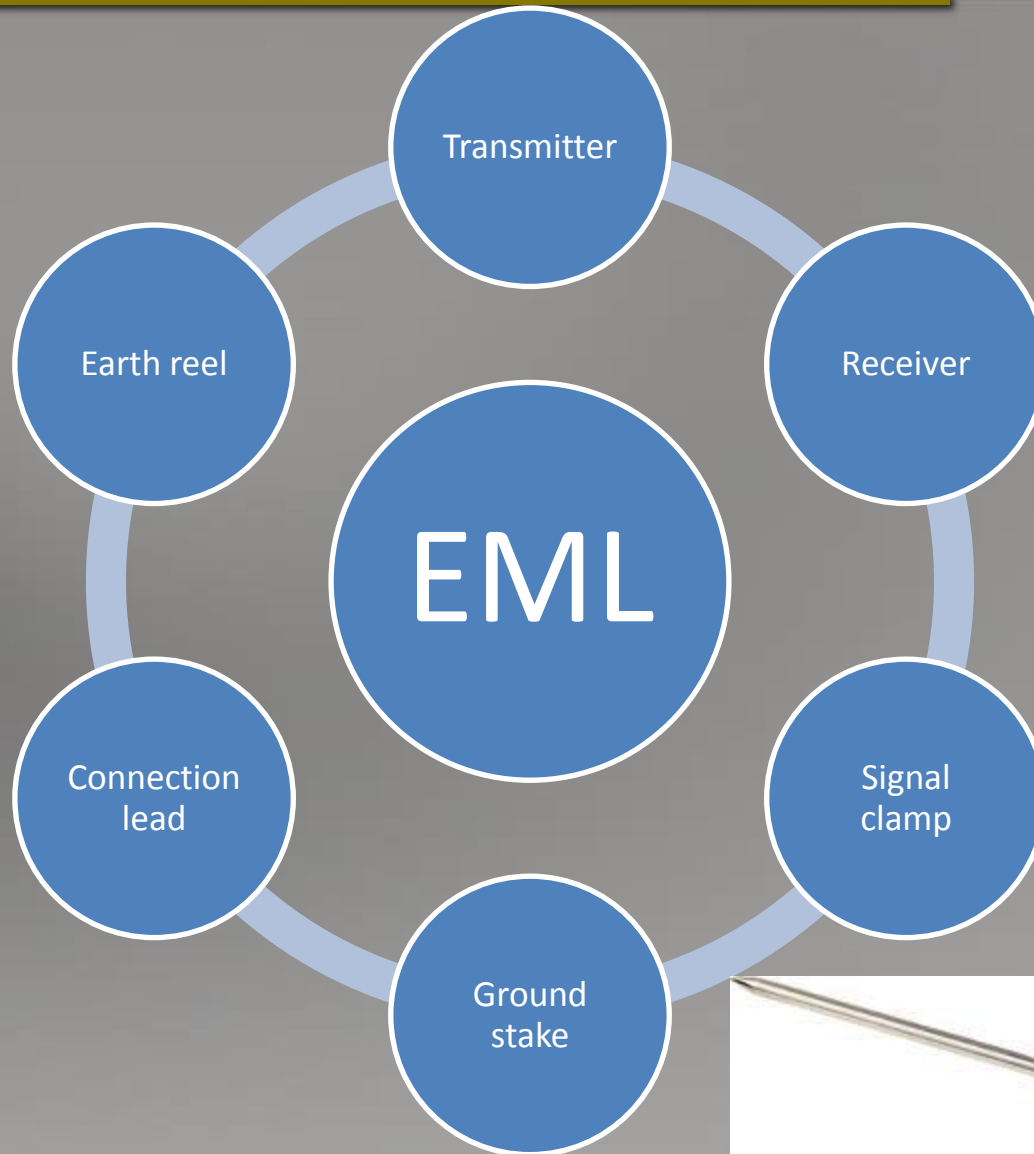 Transmitter
Receiver
Signal
clamp
Ground
stake
Connection
lead
Earth reel
EML